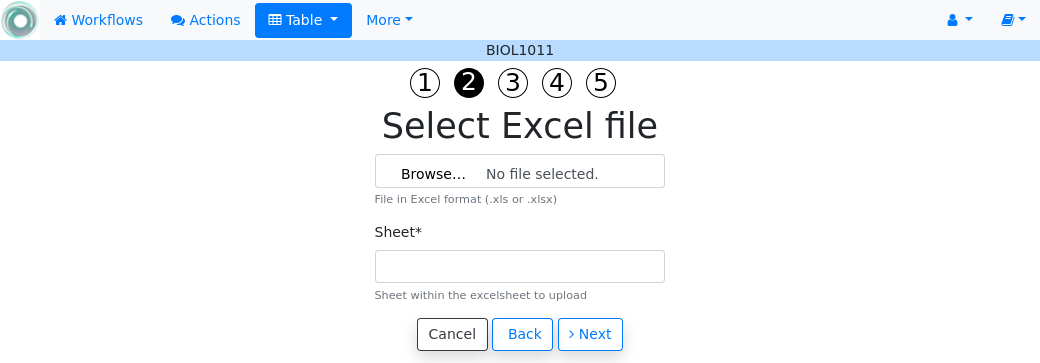 Workflows Actions Table More
BIOL1011
1 2 3 4 5
Select Excel file
Browse... No file selected.
File in Excel format (.xls or .xlsx)
Sheet*
Sheet within the excelsheet to upload
Cancel Back › Next